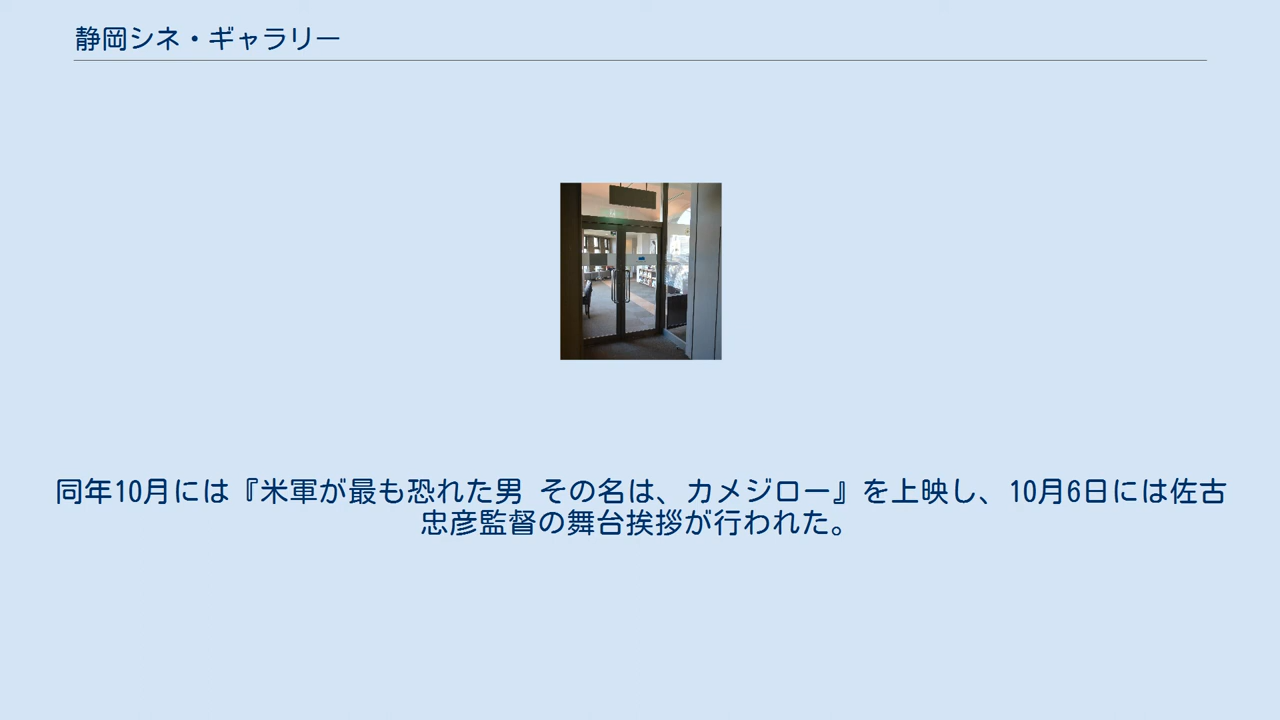 静岡シネ・ギャラリー
同年10月には『米軍が最も恐れた男 その名は、カメジロー』を上映し、10月6日には佐古
忠彦監督の舞台挨拶が行われた。